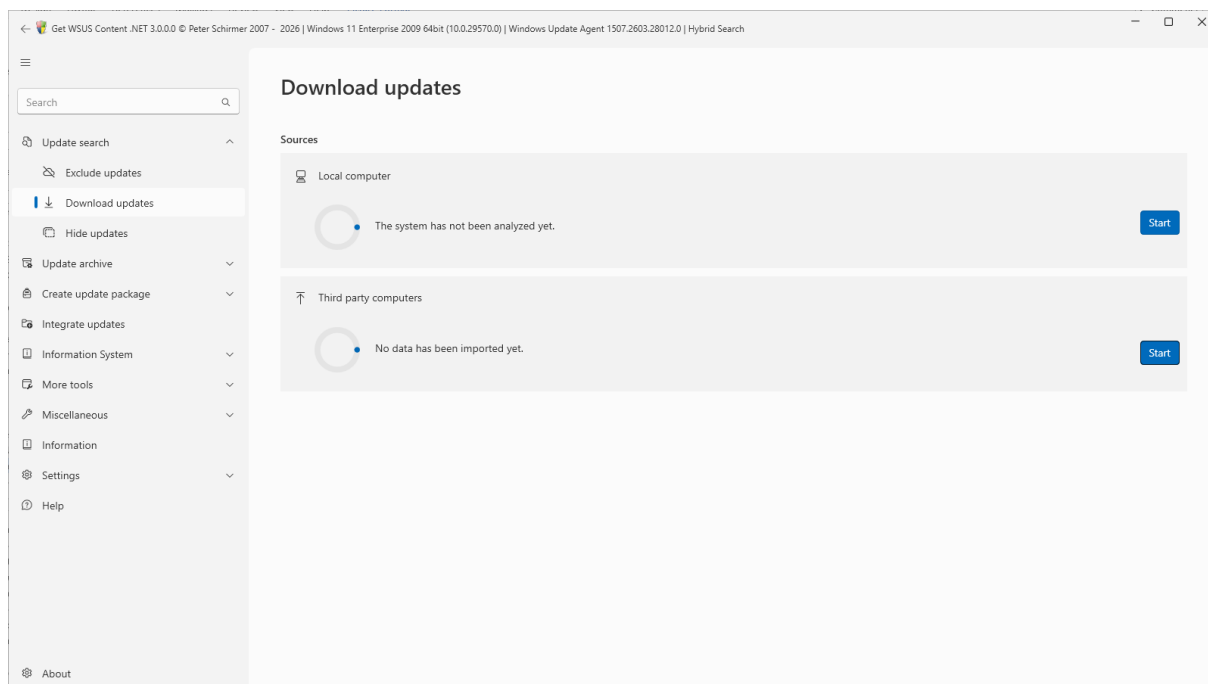 Get WSUS Content .NET 3.0.0.0 © Peter Schirmer 2007 - 2026 | Windows 11 Enterprise 2009 64bit (10.0.29570.0) | Windows Update Agent 1507.2603.28012.0 | Hybrid Search
Search
Update search
Exclude updates
Download updates
Hide updates
Update archive
Create update package
Integrate updates
Information System
More tools
Miscellaneous
Information
Settings
Help
About
Download updates
Sources
Local computer
The system has not been analyzed yet.
Start
Third party computers
No data has been imported yet.
Start